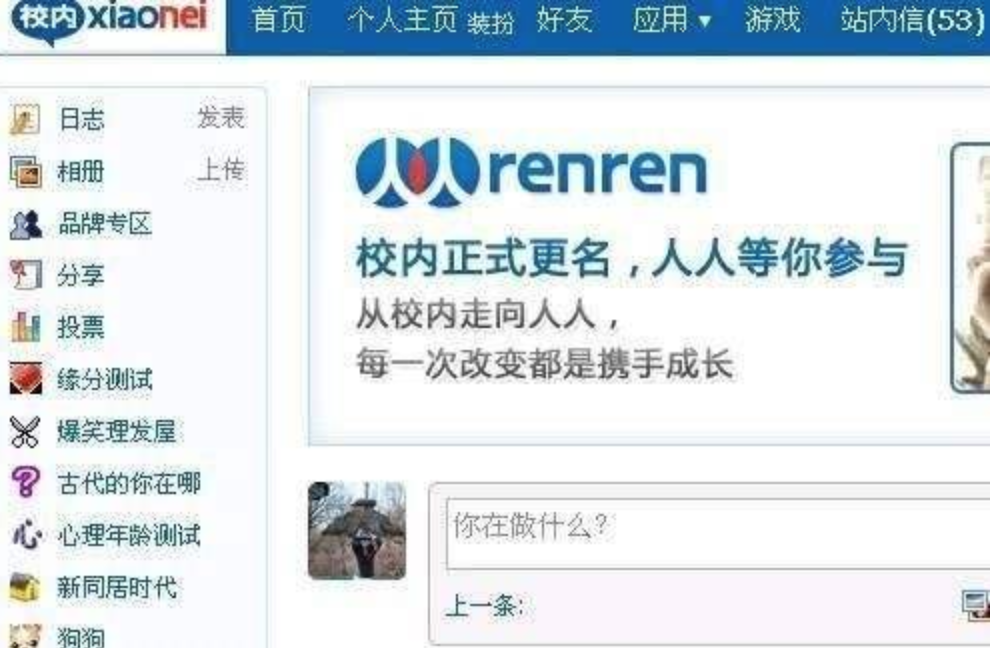 校内 xiaonei 首页 个人主页 装扮 好友 应用 ▼ 游戏 站内信(53)
日志 发表
相册 上传
品牌专区
分享
投票
缘分测试
爆笑理发屋
古代的你在哪
心理年龄测试
新同居时代
狗狗
renren
校内正式更名，人人等你参与
从校内走向人人，
每一次改变都是携手成长
你在做什么?
上一条: